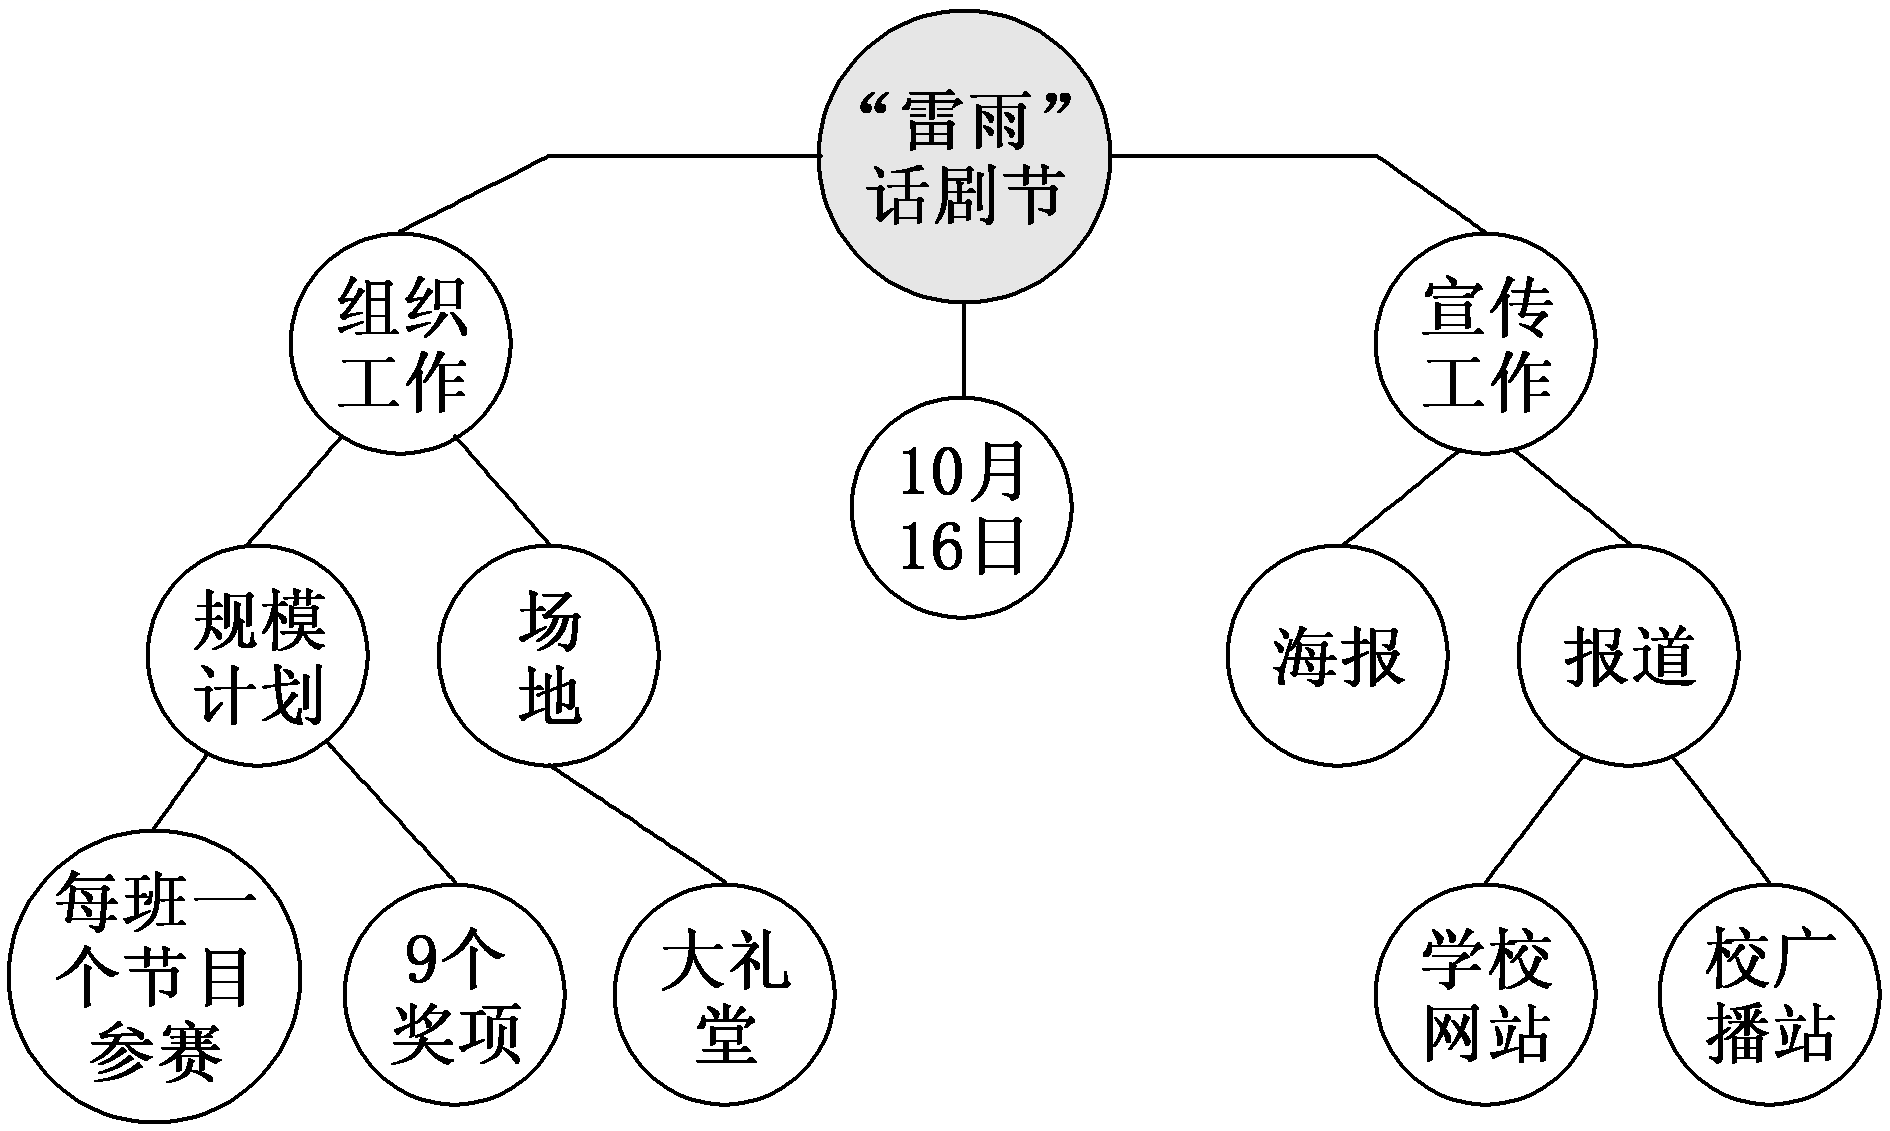 “雷雨”
话剧节
组织
工作
10月
16日
宣传
工作
规模
计划
场
地
海报
报道
每班一
个节目
参赛
9个
奖项
大礼
堂
学校
网站
校广
播站